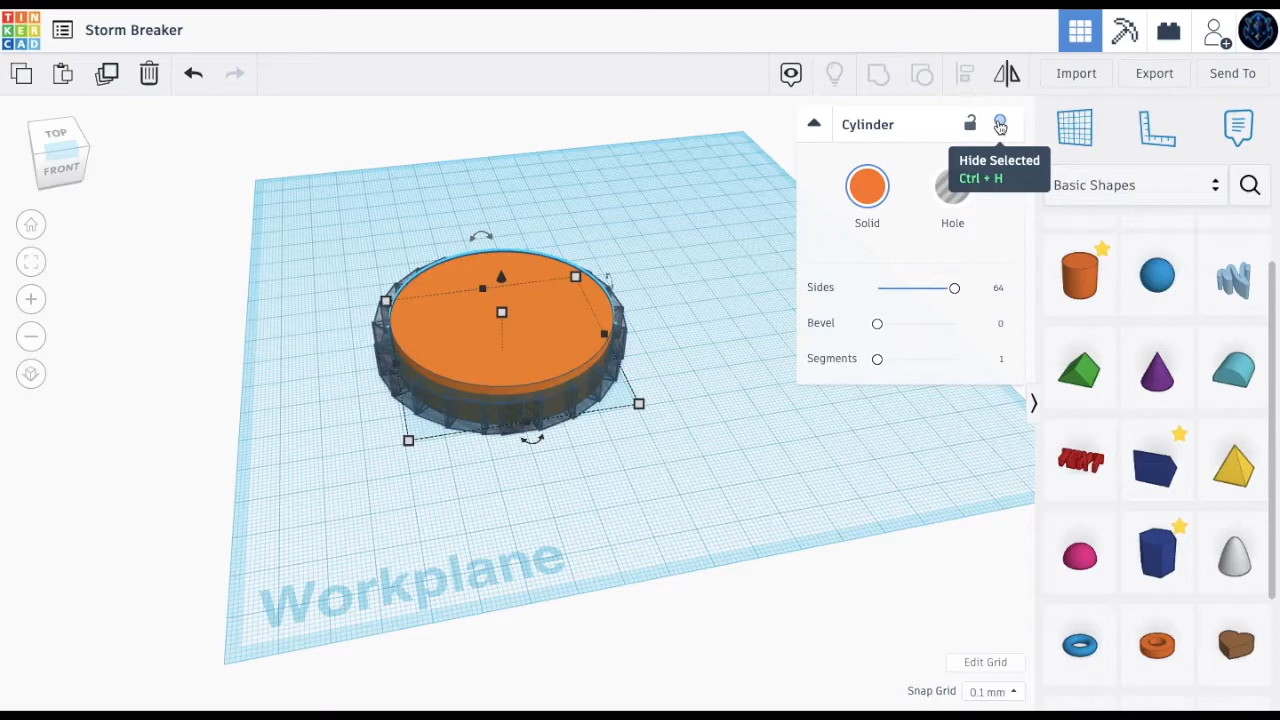 TIN
KER
CAD
Storm Breaker
Import
Export
Send To
TOP
FRONT
Cylinder
Hide Selected
Ctrl + H
Solid
Hole
Sides
64
Bevel
0
Segments
1
Basic Shapes
TEXT
Workplane
Edit Grid
Snap Grid
0.1 mm